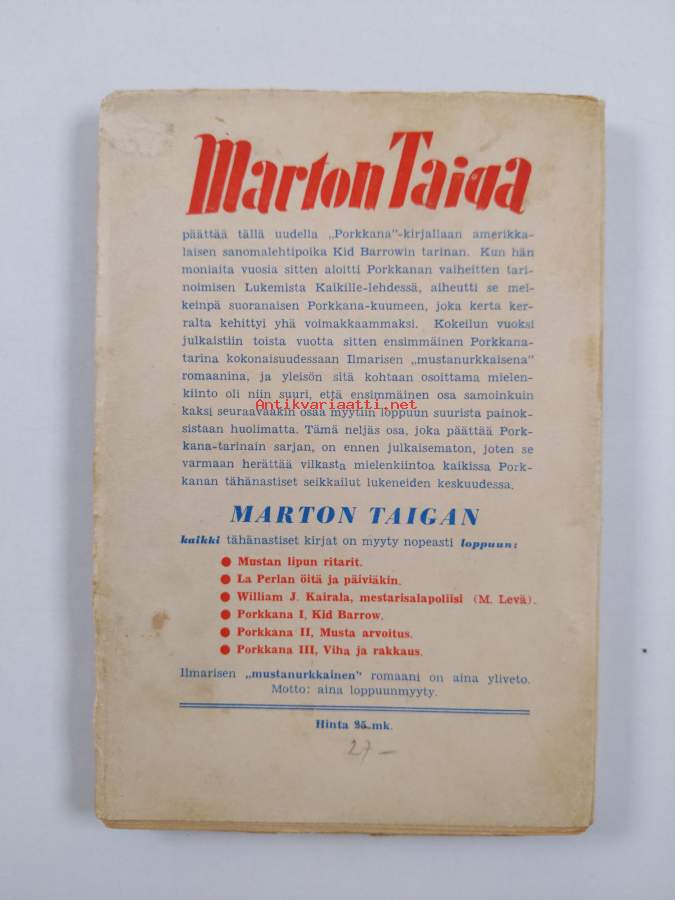 Marton Taiga
päättää tällä uudella „Porkkana"-kirjallaan amerikka-
laisen sanomalehtipoika Kid Barrowin tarinan. Kun hän
moniaita vuosia sitten aloitti Porkkanan vaiheitten tari-
noimisen Lukemista Kaikille-lehdessä, aiheutti se mel-
keinpä suoranaisen Porkkana-kuumeen, joka kerta ker-
ralta kehittyi yhä voimakkaammaksi. Kokeilun vuoksi
julkaistiin toista vuotta sitten ensimmäinen Porkkana-
tarina kokonaisuudessaan Ilmarisen „mustanurkkaisena"
romaanina, ja yleisön sitä kohtaan osoittama mielen-
kiinto oli niin suuri, että ensimmäinen osa samoinkuin
kaksi seuraavaakin osaa myytiin loppuun suurista painok-
Antikvariaatti.net
sistaan huolimatta. Tämä neljäs osa, joka päättää Pork-
kana-tarinain sarjan, on ennen julkaisematon, joten se
varmaan herättää vilkasta mielenkiintoa kaikissa Pork-
kanan tähänastiset seikkailut lukeneiden keskuudessa.
MARTON TAIGAN
kaikki tähänastiset kirjat on myyty nopeasti loppuun:
● Mustan lipun ritarit.
● La Perlan öitä ja päiviäkin.
● William J. Kairala, mestarisalapoliisi (M. Levä).
● Porkkana I, Kid Barrow.
● Porkkana II, Musta arvoitus.
● Porkkana III, Viha ja rakkaus.
Ilmarisen „mustanurkkainen" romaani on aina yliveto.
Motto: aina loppuunmyyty.
Hinta 25 mk.
27 —